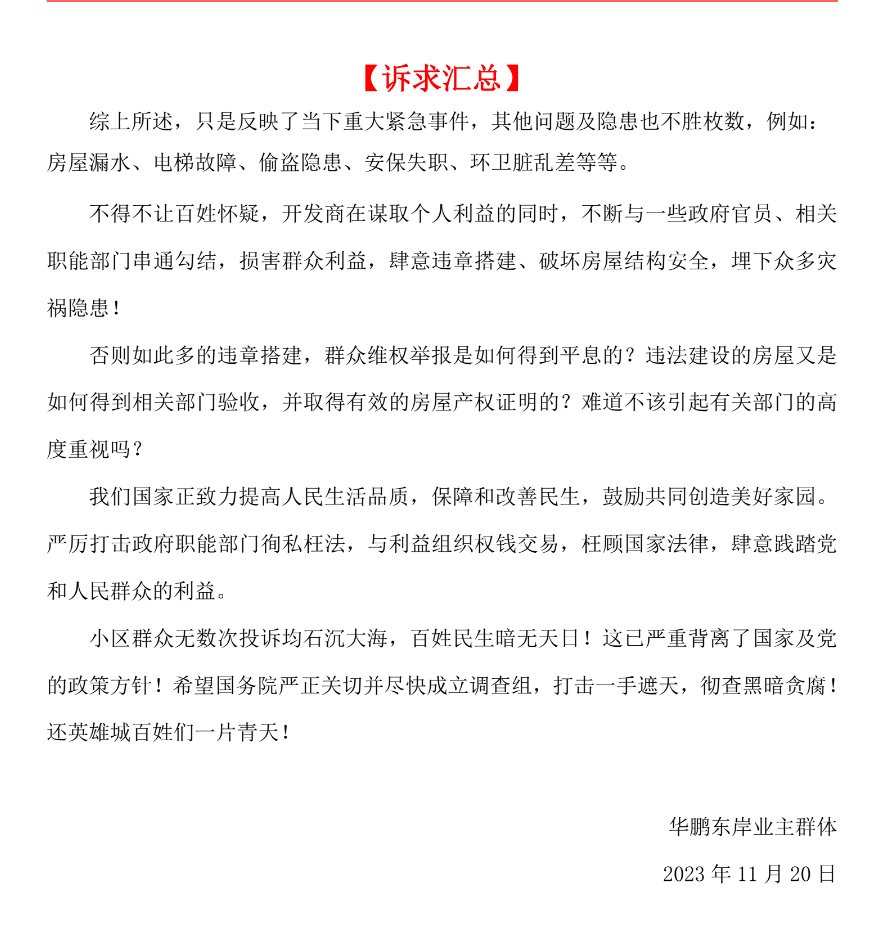 【诉求汇总】
综上所述，只是反映了当下重大紧急事件，其他问题及隐患也不胜枚数，例如：
房屋漏水、电梯故障、偷盗隐患、安保失职、环卫脏乱差等等。
不得不让百姓怀疑，开发商在谋取个人利益的同时，不断与一些政府官员、相关
职能部门串通勾结，损害群众利益，肆意违章搭建、破坏房屋结构安全，埋下众多灾
祸隐患！
否则如此多的违章搭建，群众维权举报是如何得到平息的？违法建设的房屋又是
如何得到相关部门验收，并取得有效的房屋产权证明的？难道不该引起有关部门的高
度重视吗？
我们国家正致力提高人民生活品质，保障和改善民生，鼓励共同创造美好家园。
严厉打击政府职能部门徇私枉法，与利益组织权钱交易，枉顾国家法律，肆意践踏党
和人民群众的利益。
小区群众无数次投诉均石沉大海，百姓民生暗无天日！这已严重背离了国家及党
的政策方针！希望国务院严正关切并尽快成立调查组，打击一手遮天，彻查黑暗贪腐！
还英雄城百姓们一片青天！
华鹏东岸业主群体
2023 年 11 月 20 日